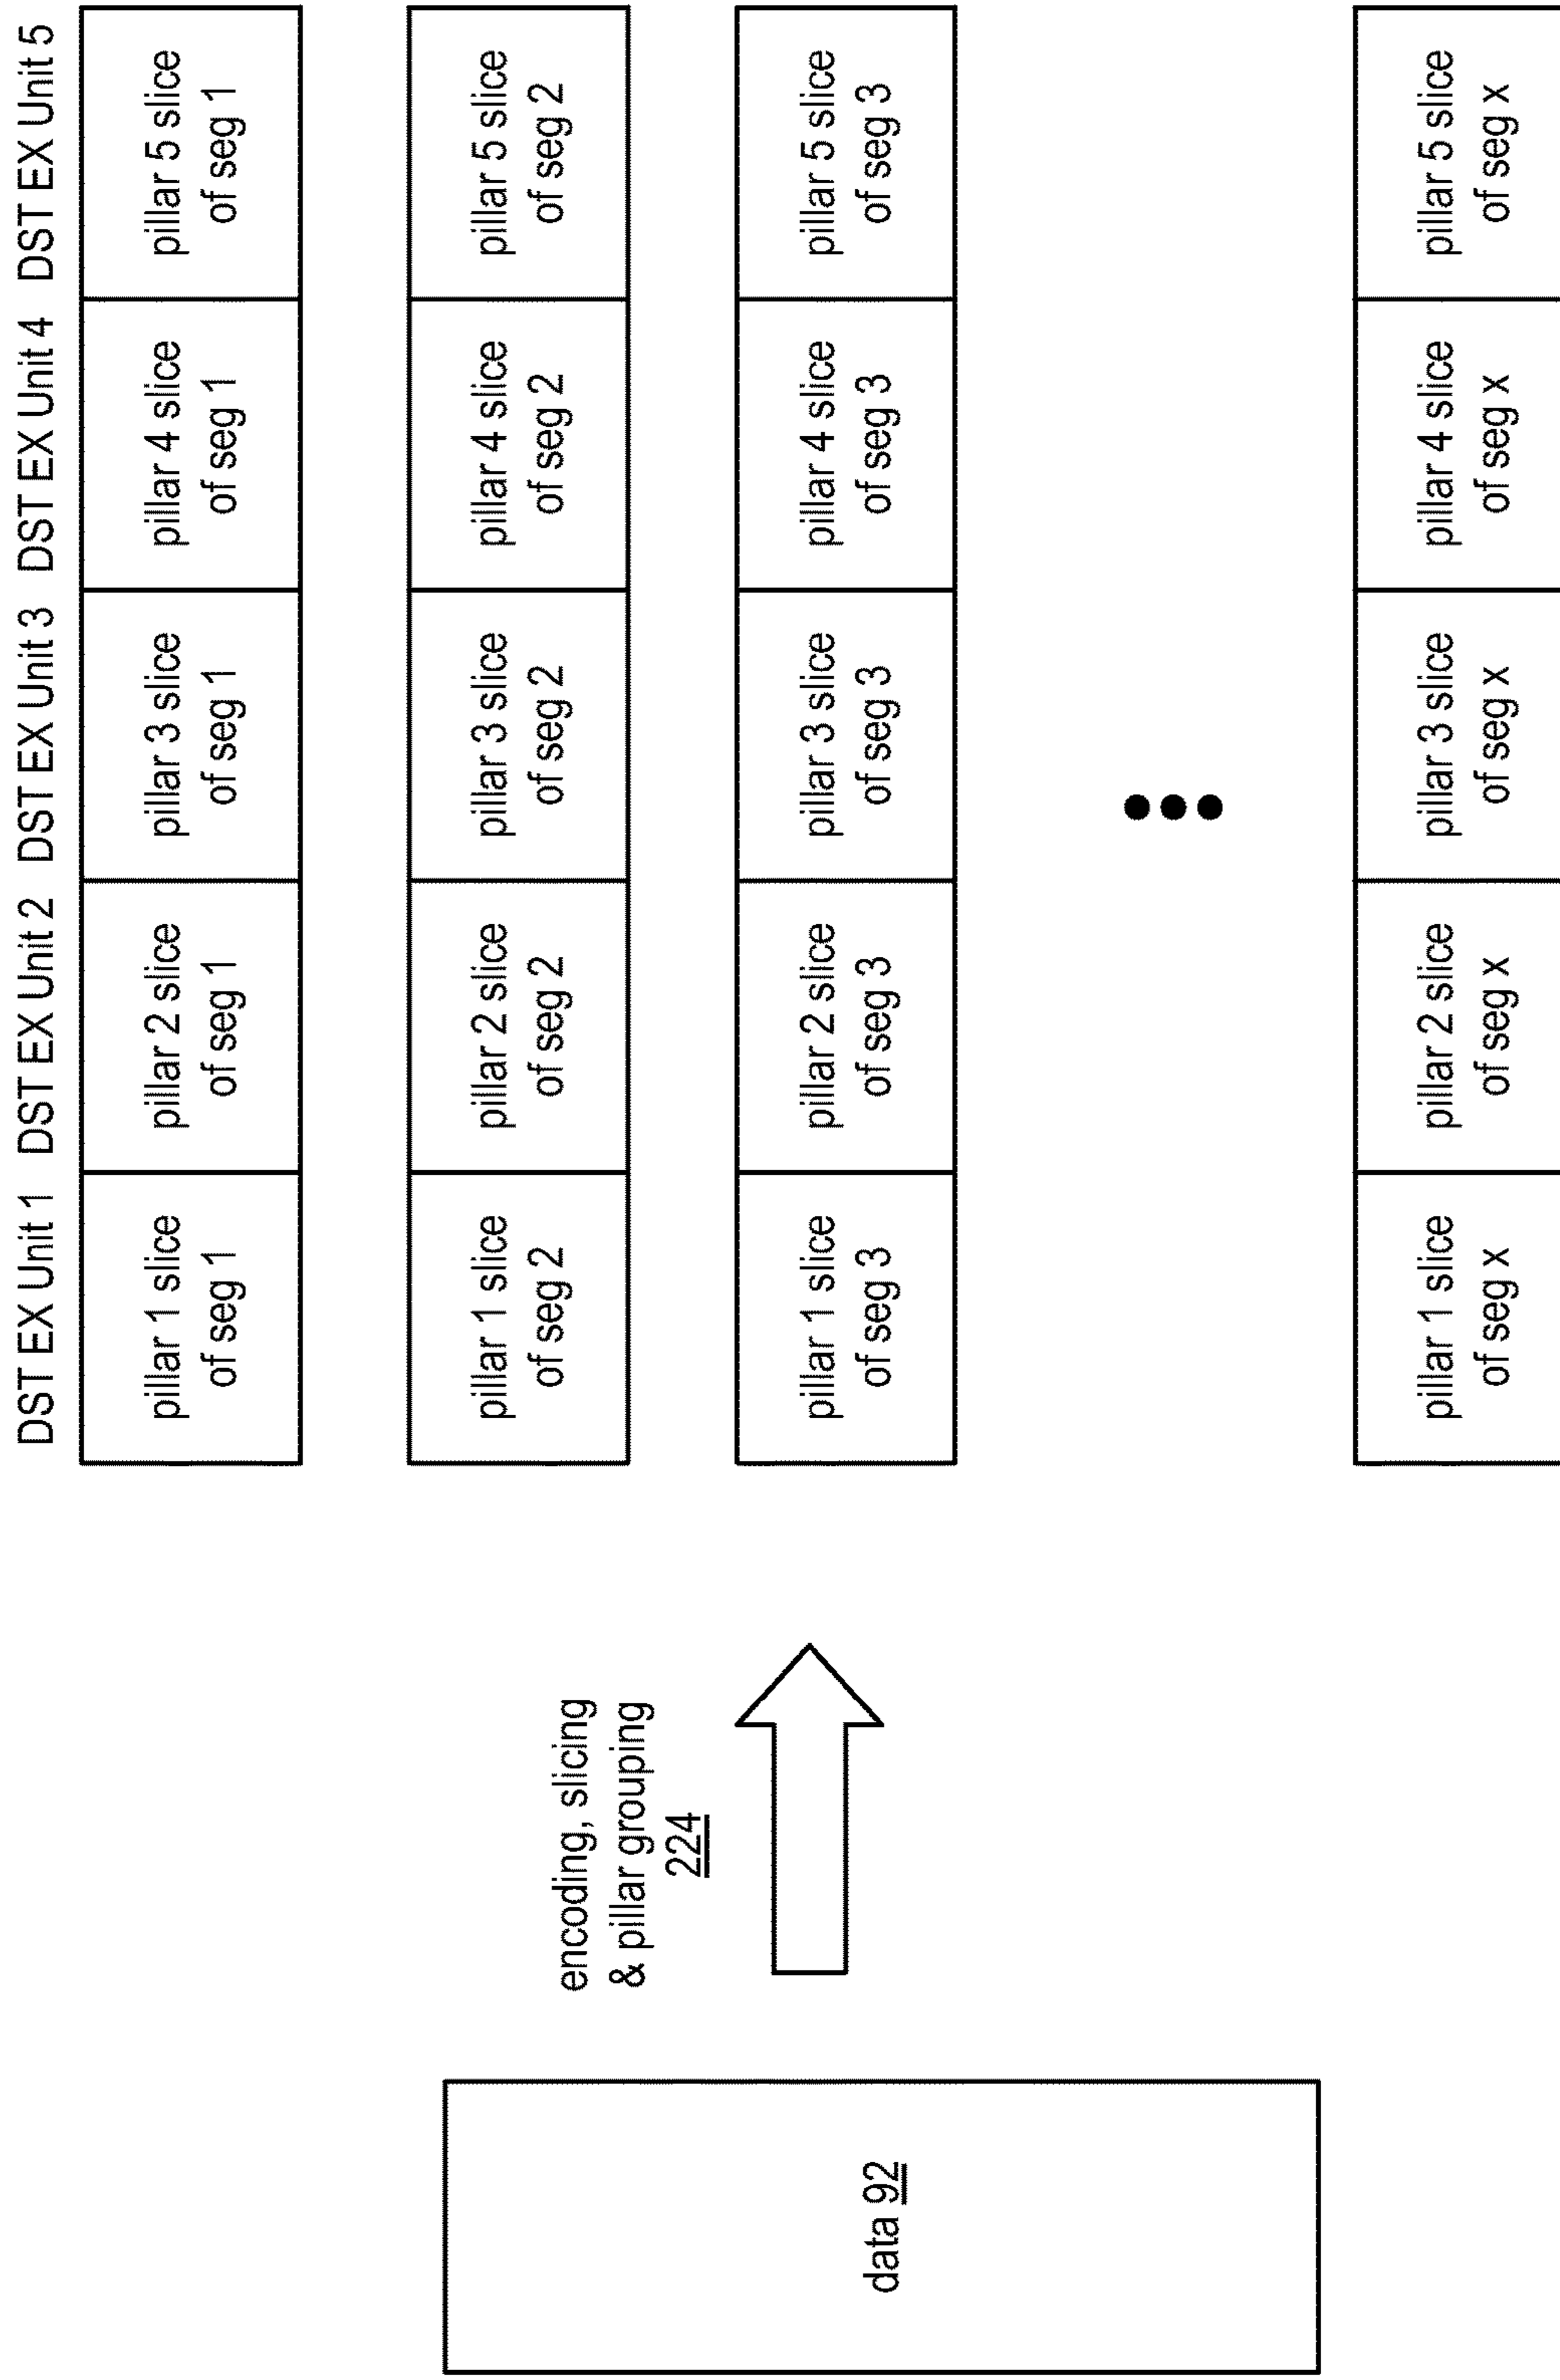 DST EX Unit 1 DST EX Unit 2 DST EX Unit 3 DST EX Unit 4 DST EX Unit 5
pillar 1 slice
of seg 1
pillar 2 slice
of seg 1
pillar 3 slice
of seg 1
pillar 4 slice
of seg 1
pillar 5 slice
of seg 1
pillar 1 slice
of seg 2
pillar 2 slice
of seg 2
pillar 3 slice
of seg 2
pillar 4 slice
of seg 2
pillar 5 slice
of seg 2
pillar 1 slice
of seg 3
pillar 2 slice
of seg 3
pillar 3 slice
of seg 3
pillar 4 slice
of seg 3
pillar 5 slice
of seg 3
pillar 1 slice
of seg x
pillar 2 slice
of seg x
pillar 3 slice
of seg x
pillar 4 slice
of seg x
pillar 5 slice
of seg x
encoding, slicing
& pillar grouping
224
data 92